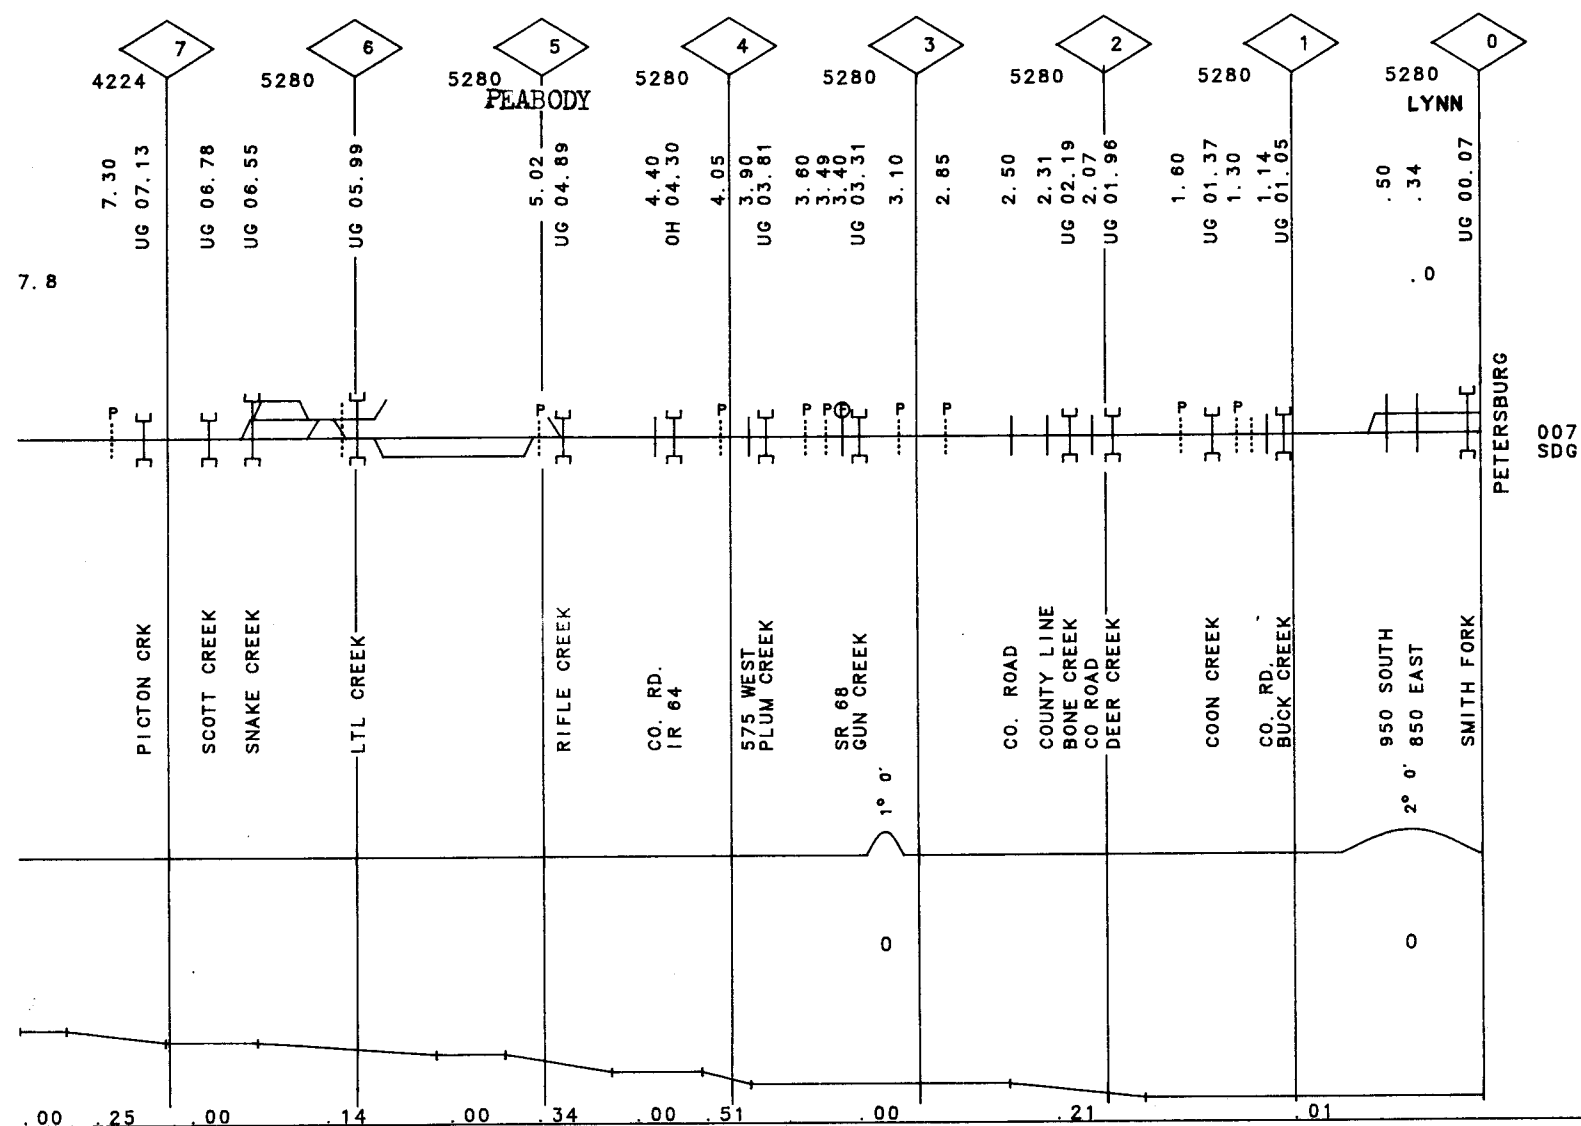 7 6 5 4 3 2 1 0
4224 5280 5280 5280 5280 5280 5280 5280
PEABODY LYNN
7.30
UG 07.13
UG 06.78
UG 06.55
UG 05.99
5.02
UG 04.89
4.40
OH 04.30
4.05
3.90
UG 03.81
3.60
3.49
3.40
UG 03.31
3.10
2.85
2.50
2.31
UG 02.19
2.07
UG 01.96
1.60
UG 01.37
1.30
1.14
UG 01.05
.50
.34
UG 00.07
7.8 .0
P P P P P P P P P P
PETERSBURG
007
SDG
PICTON CRK
SCOTT CREEK
SNAKE CREEK
LTL CREEK
RIFLE CREEK
CO. RD.
IR 64
575 WEST
PLUM CREEK
SR 68
GUN CREEK
CO. ROAD
COUNTY LINE
BONE CREEK
CO ROAD
DEER CREEK
COON CREEK
CO. RD.
BUCK CREEK
950 SOUTH
850 EAST
SMITH FORK
1° 0'
2° 0'
0 0
.00 .25 .00 .14 .00 .34 .00 .51 .00 .21 .01